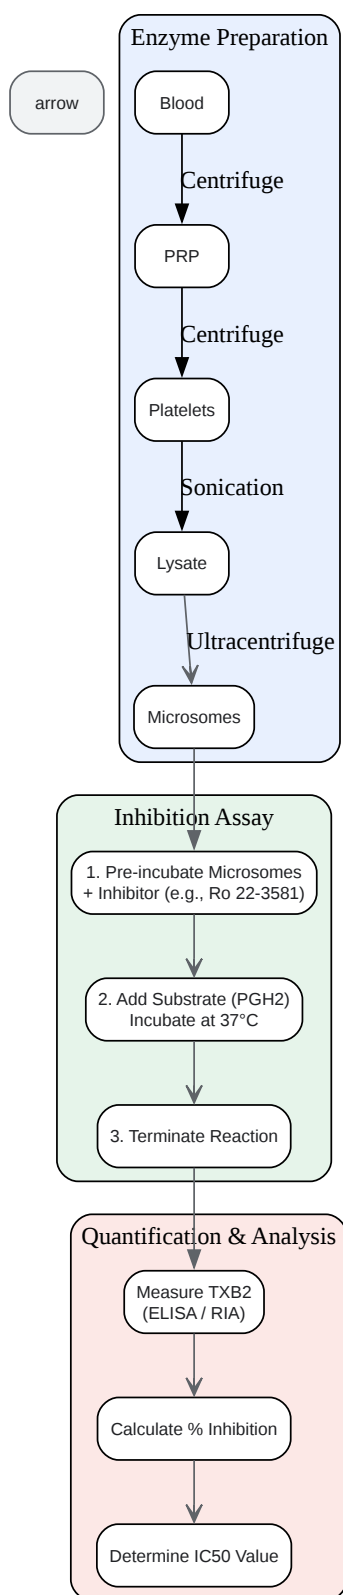 Enzyme Preparation
arrow
Blood
Centrifuge
PRP
Centrifuge
Platelets
Sonication
Lysate
Ultracentrifuge
Microsomes
Inhibition Assay
1. Pre-incubate Microsomes
+ Inhibitor (e.g., Ro 22-3581)
2. Add Substrate (PGH2)
Incubate at 37°C
3. Terminate Reaction
Quantification & Analysis
Measure TXB2
(ELISA / RIA)
Calculate % Inhibition
Determine IC50 Value